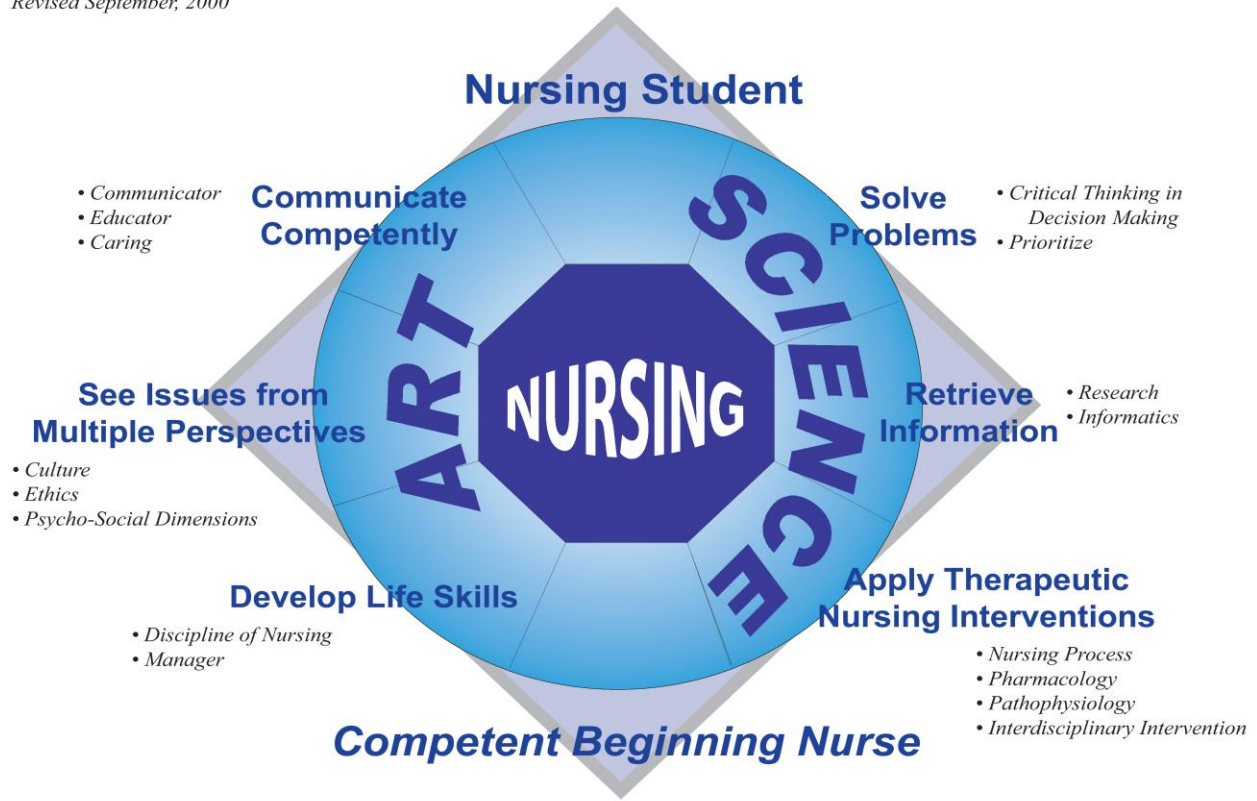 Revised September, 2000
Nursing Student
Communicate
Competently
• Communicator
• Educator
• Caring
Solve
Problems
• Critical Thinking in
Decision Making
• Prioritize
ART
NURSING
SCIENCE
See Issues from
Multiple Perspectives
• Culture
• Ethics
• Psycho-Social Dimensions
Retrieve
Information
• Research
• Informatics
Develop Life Skills
• Discipline of Nursing
• Manager
Apply Therapeutic
Nursing Interventions
• Nursing Process
• Pharmacology
• Pathophysiology
• Interdisciplinary Intervention
Competent Beginning Nurse